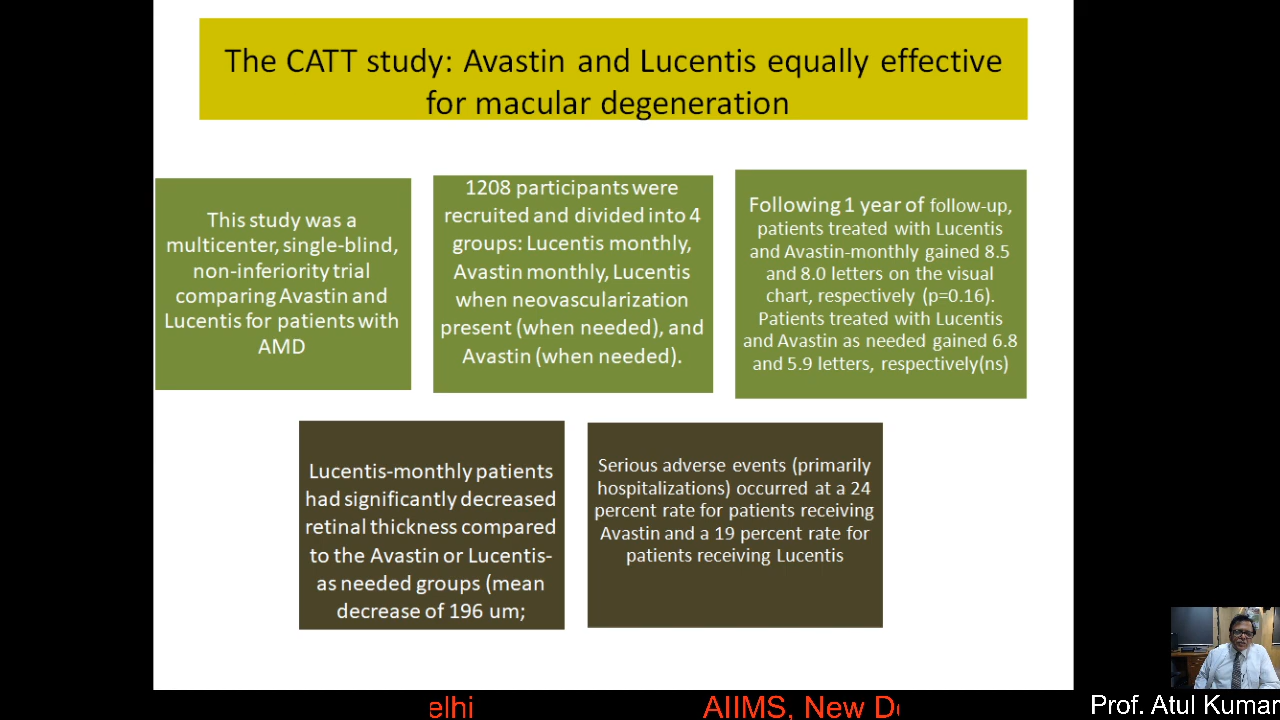 The CATT study: Avastin and Lucentis equally effective
for macular degeneration
This study was a
multicenter, single-blind,
non-inferiority trial
comparing Avastin and
Lucentis for patients with
AMD
1208 participants were
recruited and divided into 4
groups: Lucentis monthly,
Avastin monthly, Lucentis
when neovascularization
present (when needed), and
Avastin (when needed).
Following 1 year of follow-up,
patients treated with Lucentis
and Avastin-monthly gained 8.5
and 8.0 letters on the visual
chart, respectively (p=0.16).
Patients treated with Lucentis
and Avastin as needed gained 6.8
and 5.9 letters, respectively(ns)
Lucentis-monthly patients
had significantly decreased
retinal thickness compared
to the Avastin or Lucentis-
as needed groups (mean
decrease of 196 um;
Serious adverse events (primarily
hospitalizations) occurred at a 24
percent rate for patients receiving
Avastin and a 19 percent rate for
patients receiving Lucentis
elhi AIIMS, New De
Prof. Atul Kumar